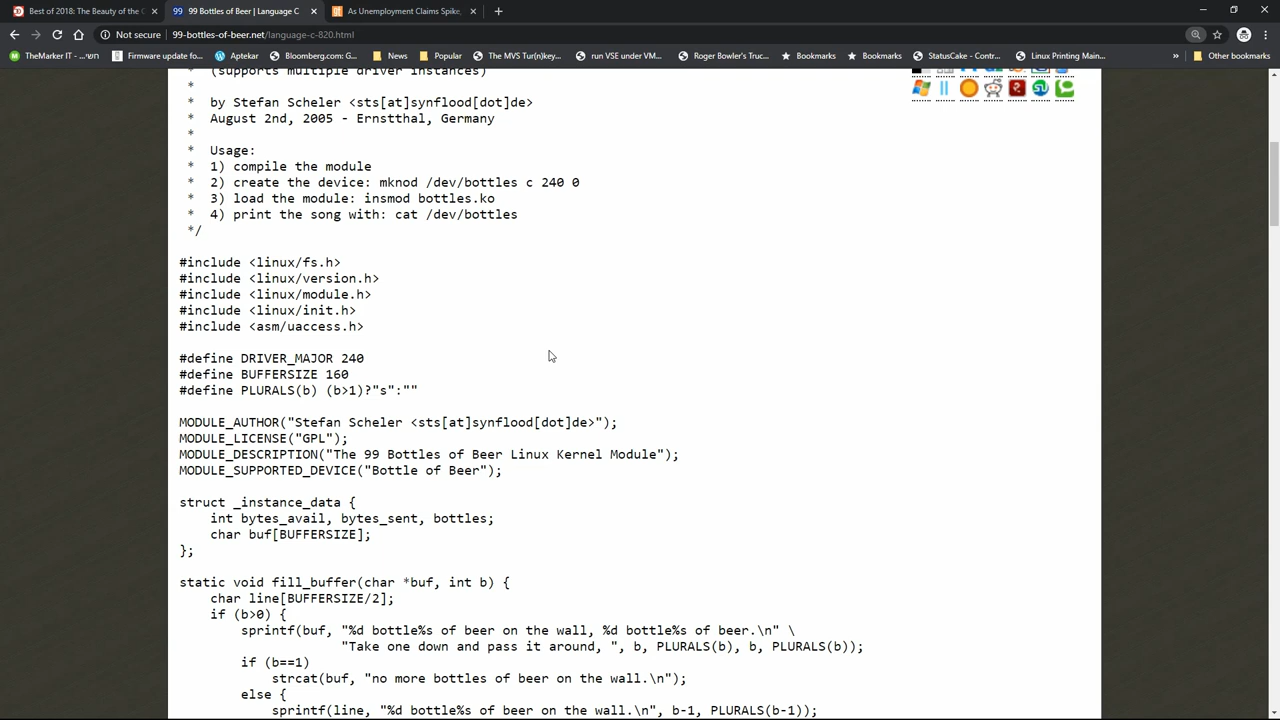 Best of 2018: The Beauty of the C
99 99 Bottles of Beer | Language C
gt As Unemployment Claims Spike,
Not secure | 99-bottles-of-beer.net/language-c-820.html
TheMarker IT - חשי
Firmware update fo...
Aptekar
Bloomberg.com: G...
News
Popular
The MVS Tur(n)key...
run VSE under VM...
Roger Bowler's Truc...
Bookmarks
Bookmarks
StatusCake - Contr...
Linux Printing Main...
»
Other bookmarks
* (supports multiple driver instances)
*
* by Stefan Scheler <sts[at]synflood[dot]de>
* August 2nd, 2005 - Ernstthal, Germany
*
* Usage:
* 1) compile the module
* 2) create the device: mknod /dev/bottles c 240 0
* 3) load the module: insmod bottles.ko
* 4) print the song with: cat /dev/bottles
*/
#include <linux/fs.h>
#include <linux/version.h>
#include <linux/module.h>
#include <linux/init.h>
#include <asm/uaccess.h>
#define DRIVER_MAJOR 240
#define BUFFERSIZE 160
#define PLURALS(b) (b>1)?"s":""
MODULE_AUTHOR("Stefan Scheler <sts[at]synflood[dot]de>");
MODULE_LICENSE("GPL");
MODULE_DESCRIPTION("The 99 Bottles of Beer Linux Kernel Module");
MODULE_SUPPORTED_DEVICE("Bottle of Beer");
struct _instance_data {
int bytes_avail, bytes_sent, bottles;
char buf[BUFFERSIZE];
};
static void fill_buffer(char *buf, int b) {
char line[BUFFERSIZE/2];
if (b>0) {
sprintf(buf, "%d bottle%s of beer on the wall, %d bottle%s of beer.\n" \
"Take one down and pass it around, ", b, PLURALS(b), b, PLURALS(b));
if (b==1)
strcat(buf, "no more bottles of beer on the wall.\n");
else {
sprintf(line, "%d bottle%s of beer on the wall.\n", b-1, PLURALS(b-1));